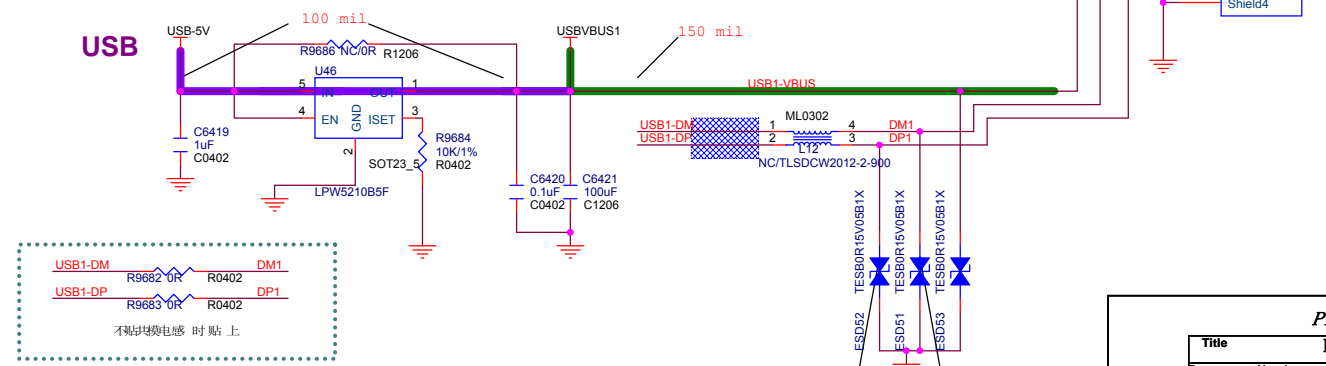 Shield4
100 mil
USB-5V
USBVBUS1
150 mil
USB
R9686 NC/0R
R1206
U46
5
IN
OUT
1
USB1-VBUS
4
EN
GND
ISET
3
2
C6419
1uF
C0402
R9684
10K/1%
R0402
SOT23_5
LPW5210B5F
C6420
0.1uF
C0402
C6421
100uF
C1206
ML0302
USB1-DM
1
4
DM1
USB1-DP
2
3
DP1
L12
NC/TLSDCW2012-2-900
TESB0R15V05B1X
TESB0R15V05B1X
TESB0R15V05B1X
ESD52
ESD51
ESD53
USB1-DM
R9682 0R
R0402
DM1
USB1-DP
R9683 0R
R0402
DP1
不贴共模电感 时 贴 上
Title